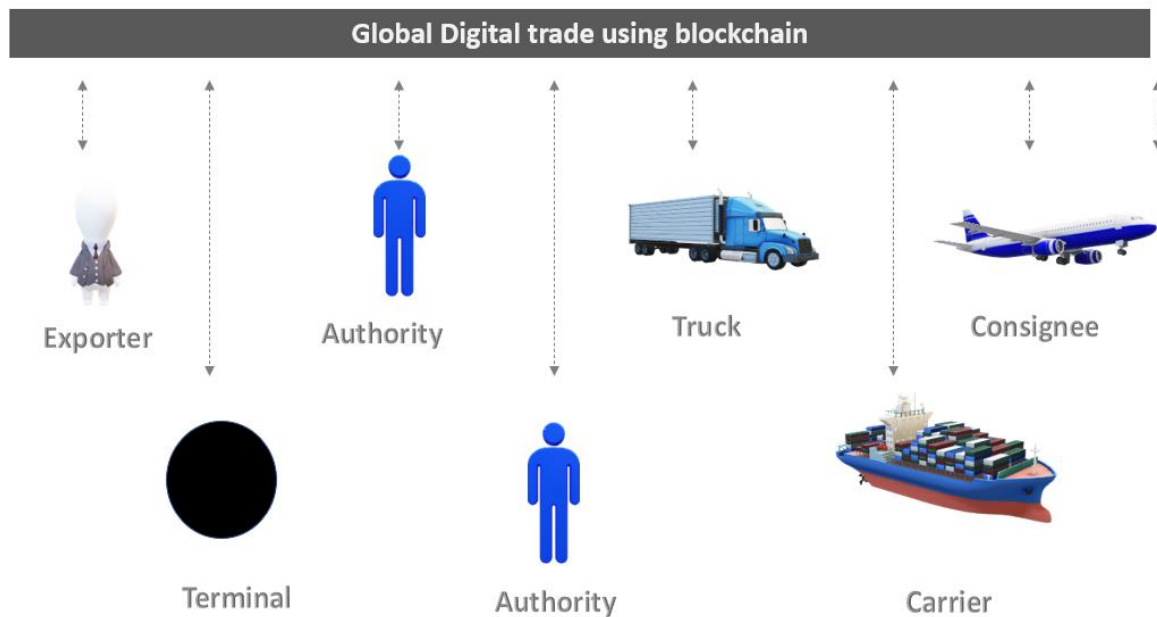 Global Digital trade using blockchain
Exporter
Authority
Truck
Consignee
Terminal
Authority
Carrier